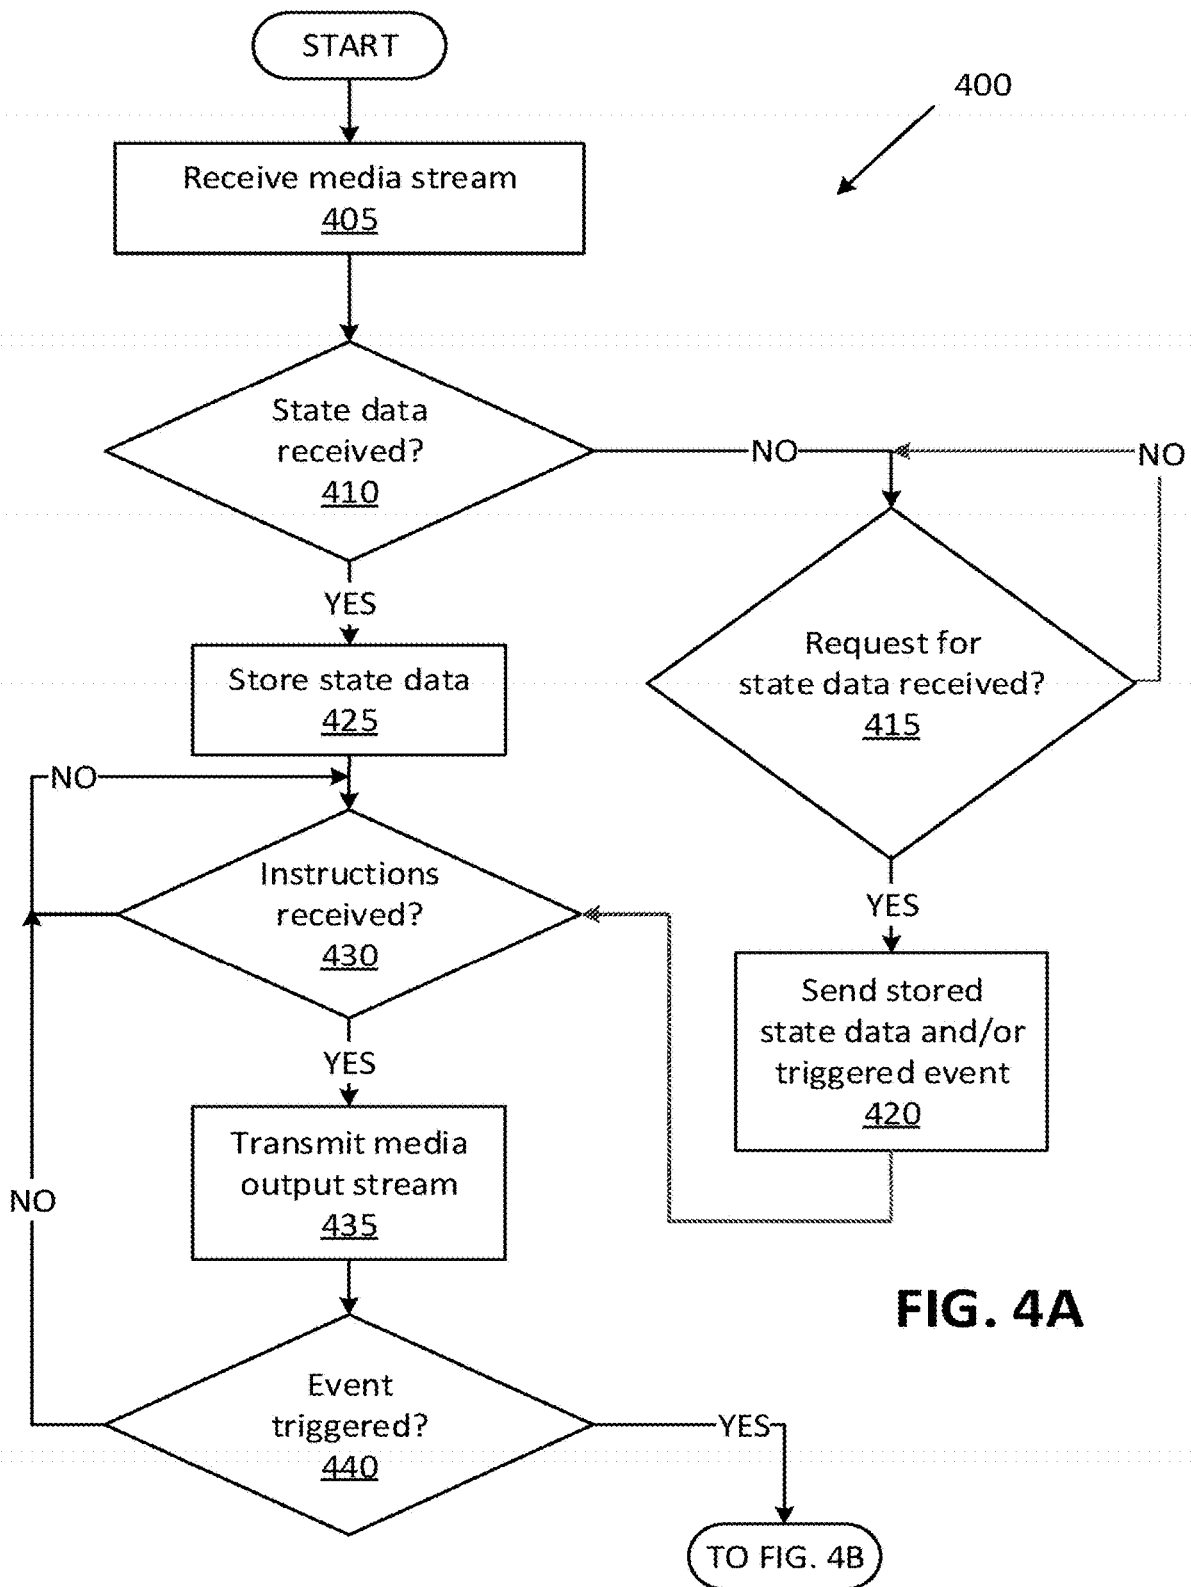 START
400
Receive media stream
405
State data
received?
410
NO
NO
YES
Request for
state data received?
415
Store state data
425
NO
Instructions
received?
430
YES
YES
Send stored
state data and/or
triggered event
420
Transmit media
output stream
435
NO
FIG. 4A
Event
triggered?
440
YES
TO FIG. 4B